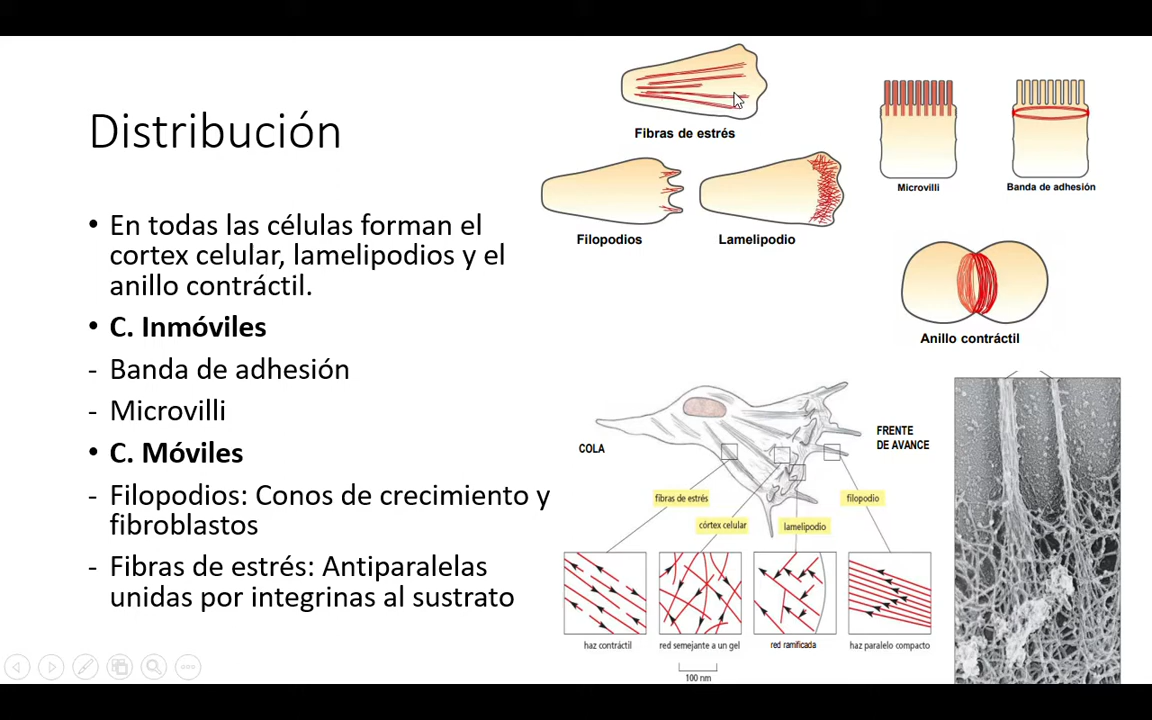 Distribución
• En todas las células forman el
cortex celular, lamelipodios y el
anillo contráctil.
• C. Inmóviles
- Banda de adhesión
- Microvilli
• C. Móviles
- Filopodios: Conos de crecimiento y
fibroblastos
- Fibras de estrés: Antiparalelas
unidas por integrinas al sustrato
Fibras de estrés
Filopodios
Lamelipodio
Microvilli
Banda de adhesión
Anillo contráctil
COLA
FRENTE
DE AVANCE
fibras de estrés
córtex celular
lamelipodio
filopodio
haz contráctil
red semejante a un gel
red ramificada
haz paralelo compacto
100 nm